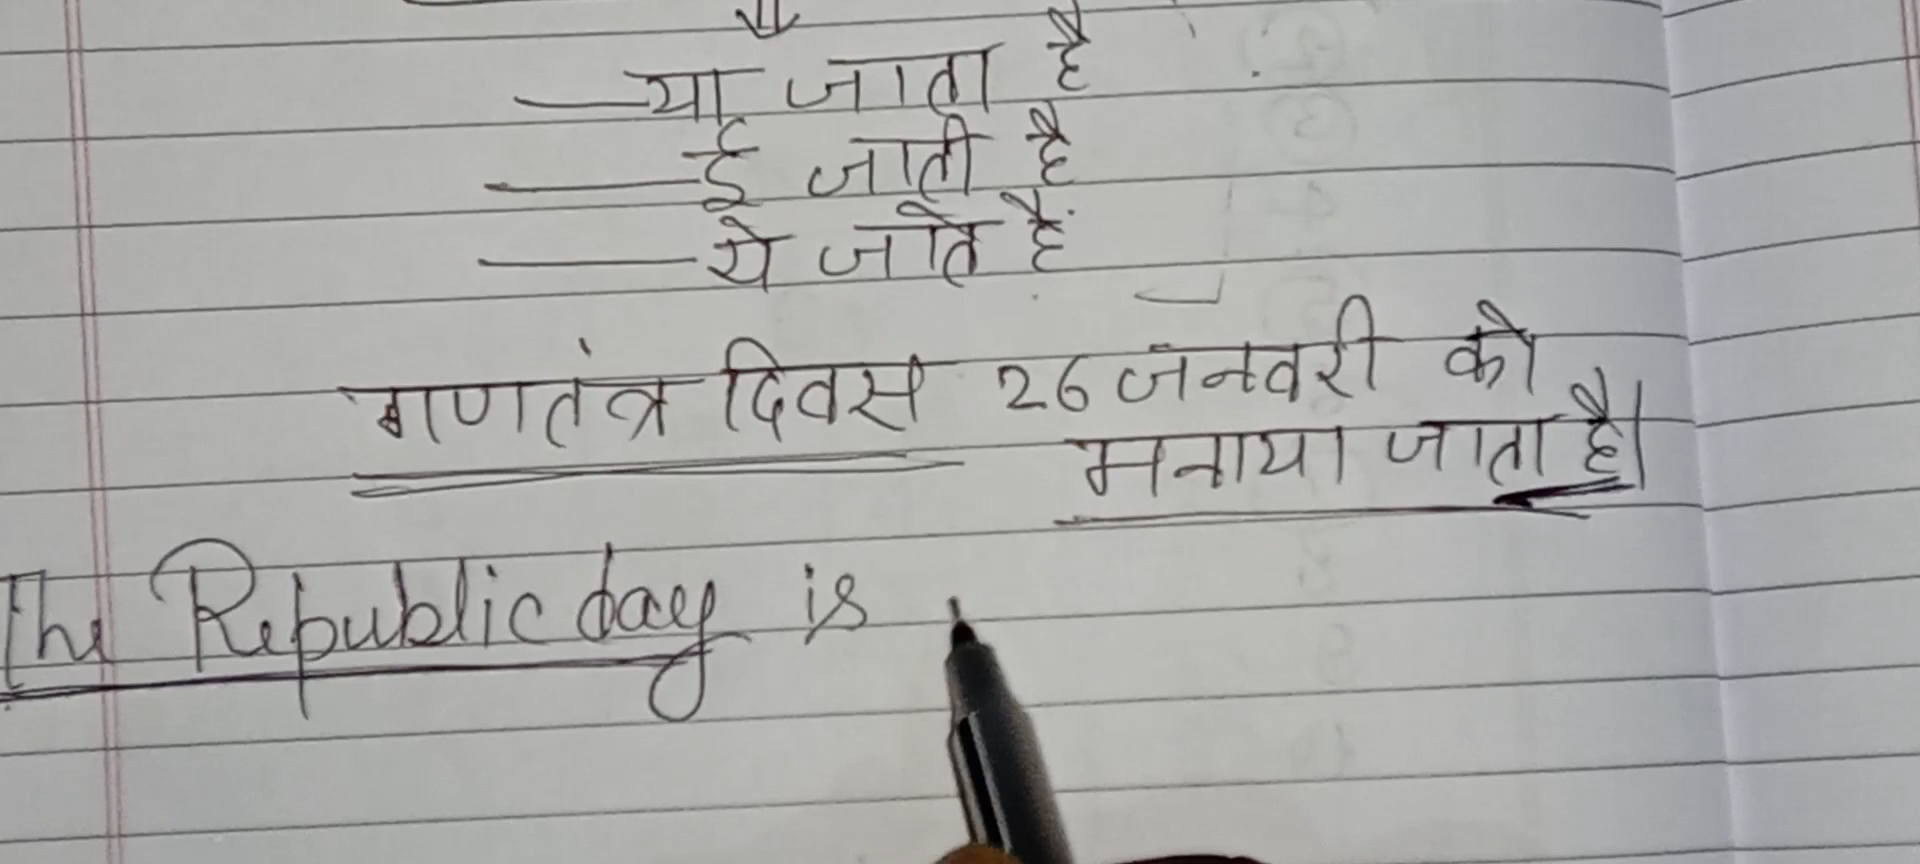 —या जाता है
—ई जाती है
—ये जाते हैं
गणतंत्र दिवस 26 जनवरी को
मनाया जाता है।
The Republic day is